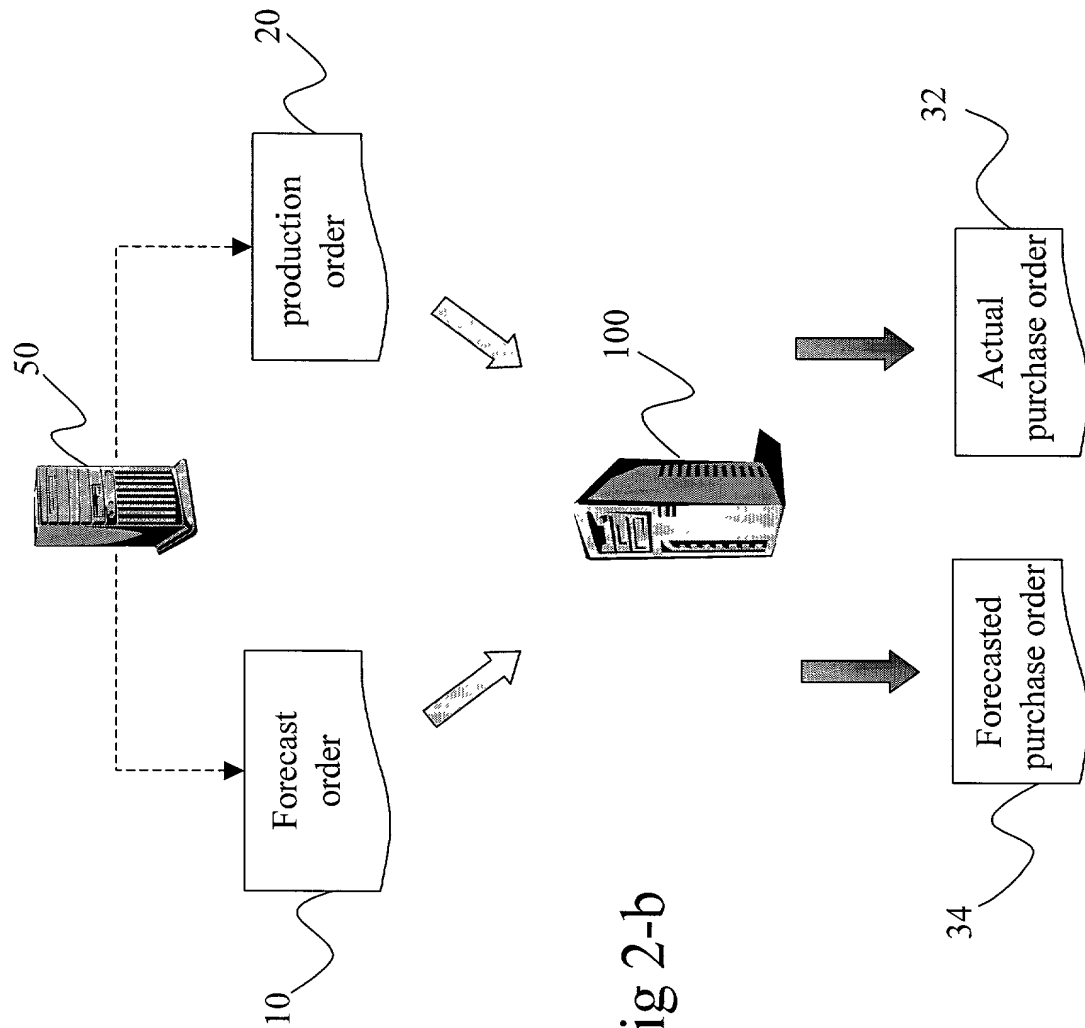 50
20
production
order
Forecast
order
10
100
ig 2-b
32
Actual
purchase order
Forecasted
purchase order
34